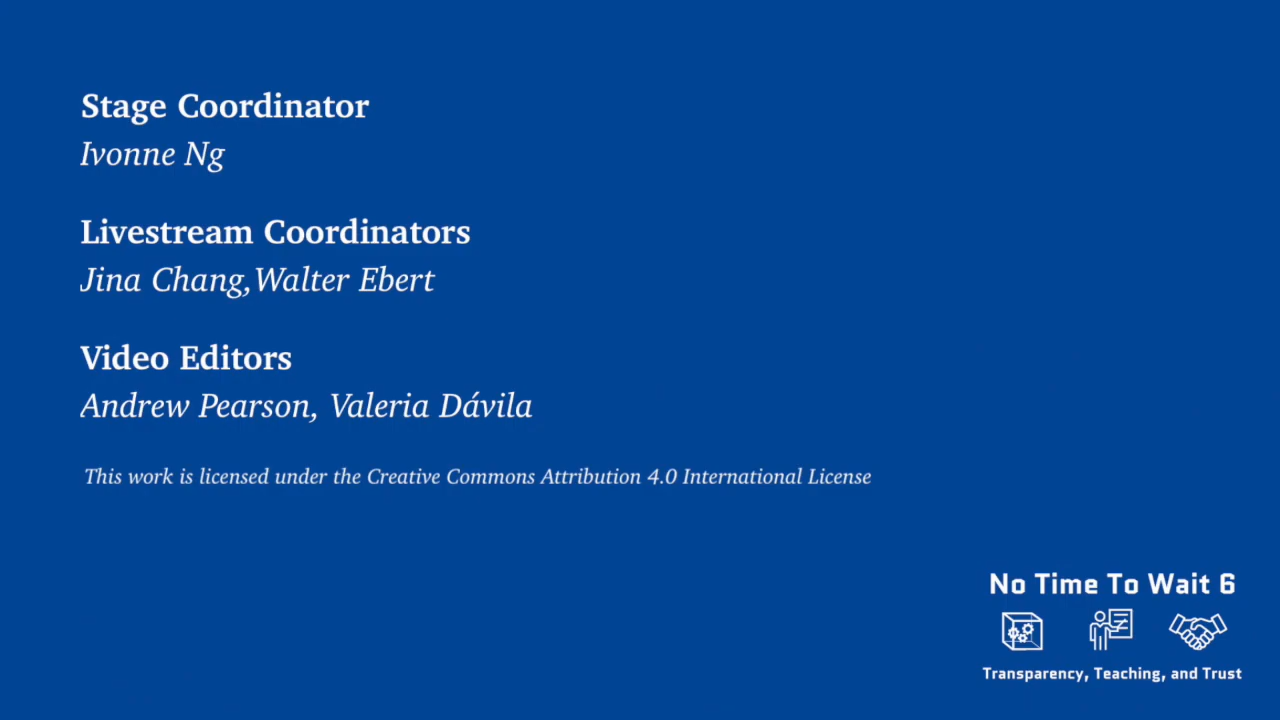 Stage Coordinator
Ivonne Ng
Livestream Coordinators
Jina Chang,Walter Ebert
Video Editors
Andrew Pearson, Valeria Dávila
This work is licensed under the Creative Commons Attribution 4.0 International License
No Time To Wait 6
Transparency, Teaching, and Trust